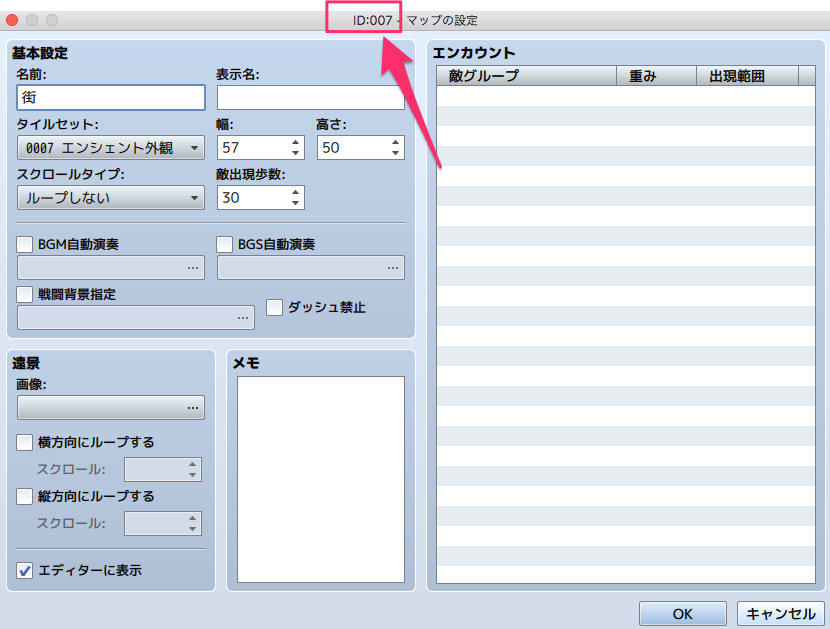 ID:007 - マップの設定
基本設定
名前:
表示名:
街
タイルセット:
幅:
高さ:
0007 エンシェント外観
57
50
スクロールタイプ:
敵出現歩数:
ループしない
30
BGM自動演奏
BGS自動演奏
...
...
戦闘背景指定
...
ダッシュ禁止
遠景
画像:
...
横方向にループする
スクロール:
縦方向にループする
スクロール:
エディターに表示
メモ
エンカウント
敵グループ
重み
出現範囲
OK
キャンセル